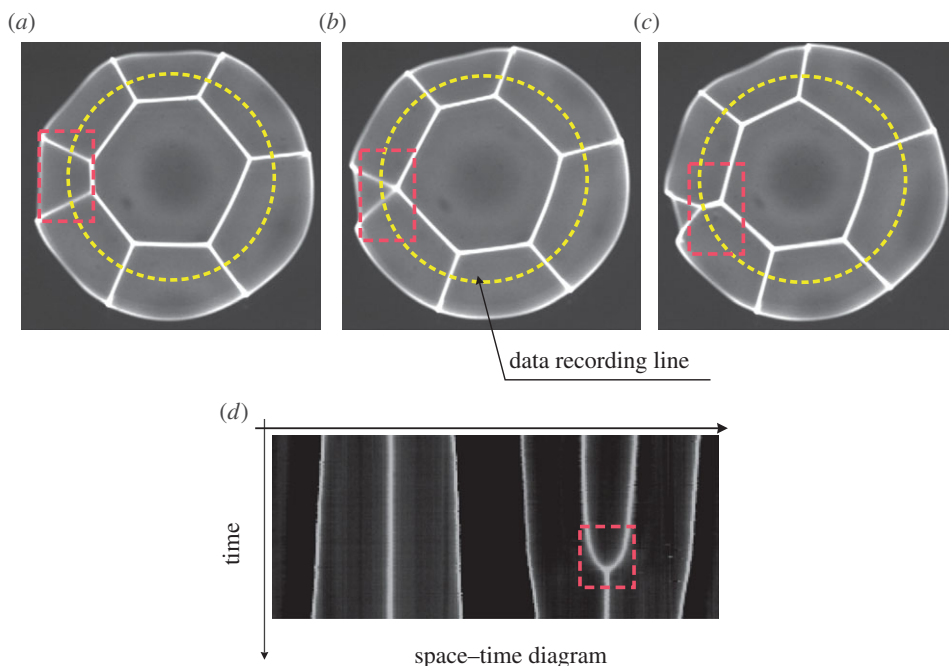 (a)
(b)
(c)
data recording line
(d)
time
space–time diagram